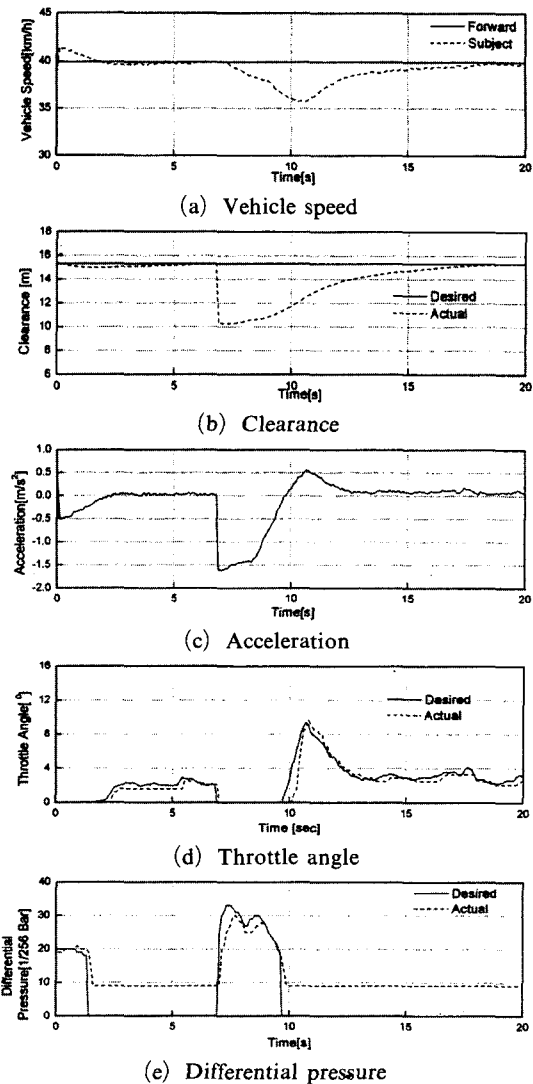 50
45
40
35
30
Vehicle Speed[km/h]
Forward
Subject
0 5 10 15 20
Time[s]
(a) Vehicle speed
18
16
14
12
10
8
6
Clearance [m]
Desired
Actual
0 5 10 15 20
Time[s]
(b) Clearance
1.0
0.5
0.0
-0.5
-1.0
-1.5
-2.0
Acceleration[m/s²]
0 5 10 15 20
Time[s]
(c) Acceleration
16
12
8
4
0
Throttle Angle[°]
Desired
Actual
0 5 10 15 20
Time [sec]
(d) Throttle angle
40
30
20
10
0
Differential
Pressure[1/256 Bar]
Desired
Actual
0 5 10 15 20
Time[s]
(e) Differential pressure